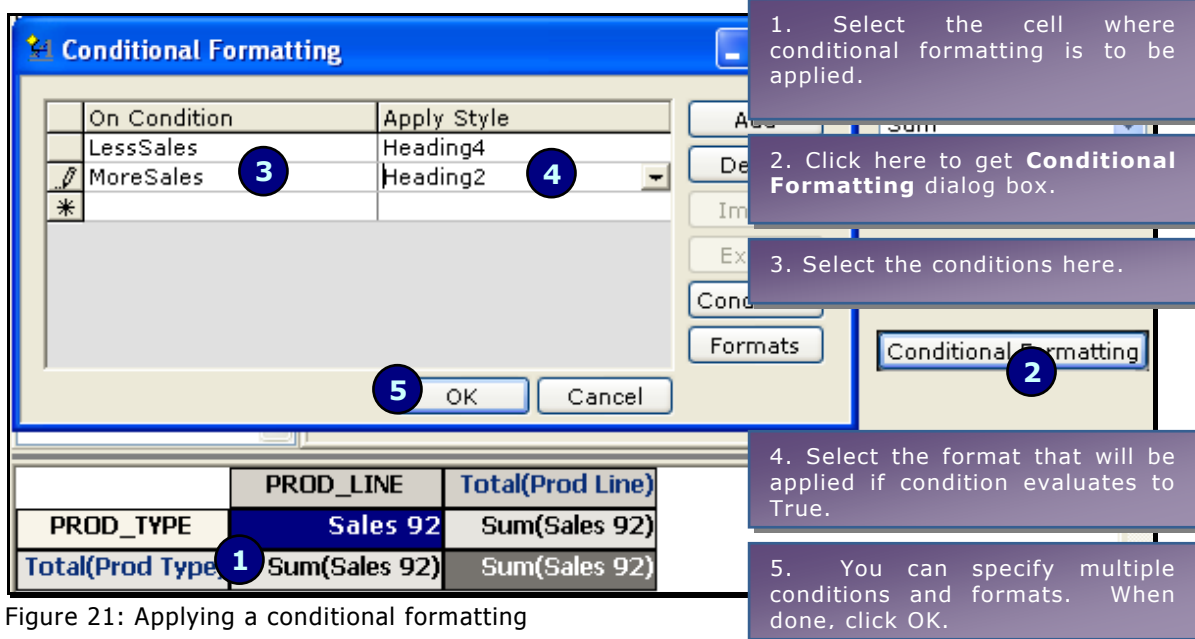 Conditional Formatting
On Condition
Apply Style
LessSales
Heading4
MoreSales
3
Heading2
4
Formats
5
OK
Cancel
Sum
Conditional Formatting
2
1. Select the cell where
conditional formatting is to be
applied.
2. Click here to get Conditional
Formatting dialog box.
3. Select the conditions here.
4. Select the format that will be
applied if condition evaluates to
True.
5. You can specify multiple
conditions and formats. When
done, click OK.
PROD_LINE
Total(Prod Line)
PROD_TYPE
Sales 92
Sum(Sales 92)
Total(Prod Type)
1
Sum(Sales 92)
Sum(Sales 92)
Figure 21: Applying a conditional formatting